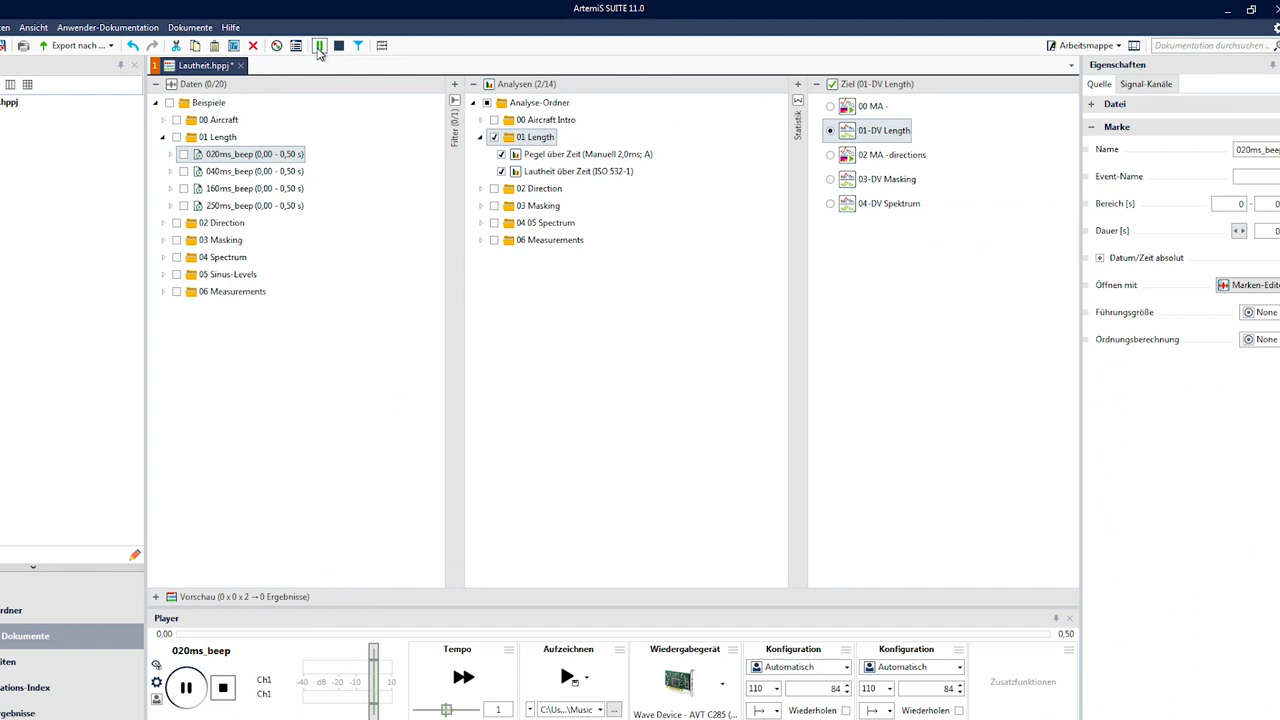 ArtemiS SUITE 11.0
Ansicht Anwender-Dokumentation Dokumente Hilfe
Export nach ...
Arbeitsmappe
Dokumentation durchsuchen
1 Lautheit.hppj*
Eigenschaften
.hppj
Daten (0/20)
Beispiele
00 Aircraft
01 Length
020ms_beep (0,00 - 0,50 s)
040ms_beep (0,00 - 0,50 s)
160ms_beep (0,00 - 0,50 s)
250ms_beep (0,00 - 0,50 s)
02 Direction
03 Masking
04 Spectrum
05 Sinus-Levels
06 Measurements
Filter (0/1)
Analysen (2/14)
Analyse-Ordner
00 Aircraft Intro
01 Length
Pegel über Zeit (Manuell 2,0ms; A)
Lautheit über Zeit (ISO 532-1)
02 Direction
03 Masking
04 05 Spectrum
06 Measurements
Statistik
Ziel (01-DV Length)
00 MA -
01-DV Length
02 MA -directions
03-DV Masking
04-DV Spektrum
Quelle Signal-Kanäle
Datei
Marke
Name 020ms_bee
Event-Name
Bereich [s] 0 - 0
Dauer [s] 0
Datum/Zeit absolut
Öffnen mit Marken-Edit
Führungsgröße None
Ordnungsberechnung None
rdner
Dokumente
iten
ations-Index
gebnisse
Vorschau (0 x 0 x 2 → 0 Ergebnisse)
Player
0,00 0,50
020ms_beep
-40 dB -20 -10 10
Ch1
Ch1
Tempo
1
Aufzeichnen
C:\Us...\Music
...
Wiedergabegerät
Wave Device - AVT C285 (...
Konfiguration
Automatisch
110 84
Wiederholen
Konfiguration
Automatisch
110 84
Wiederholen
Zusatzfunktionen